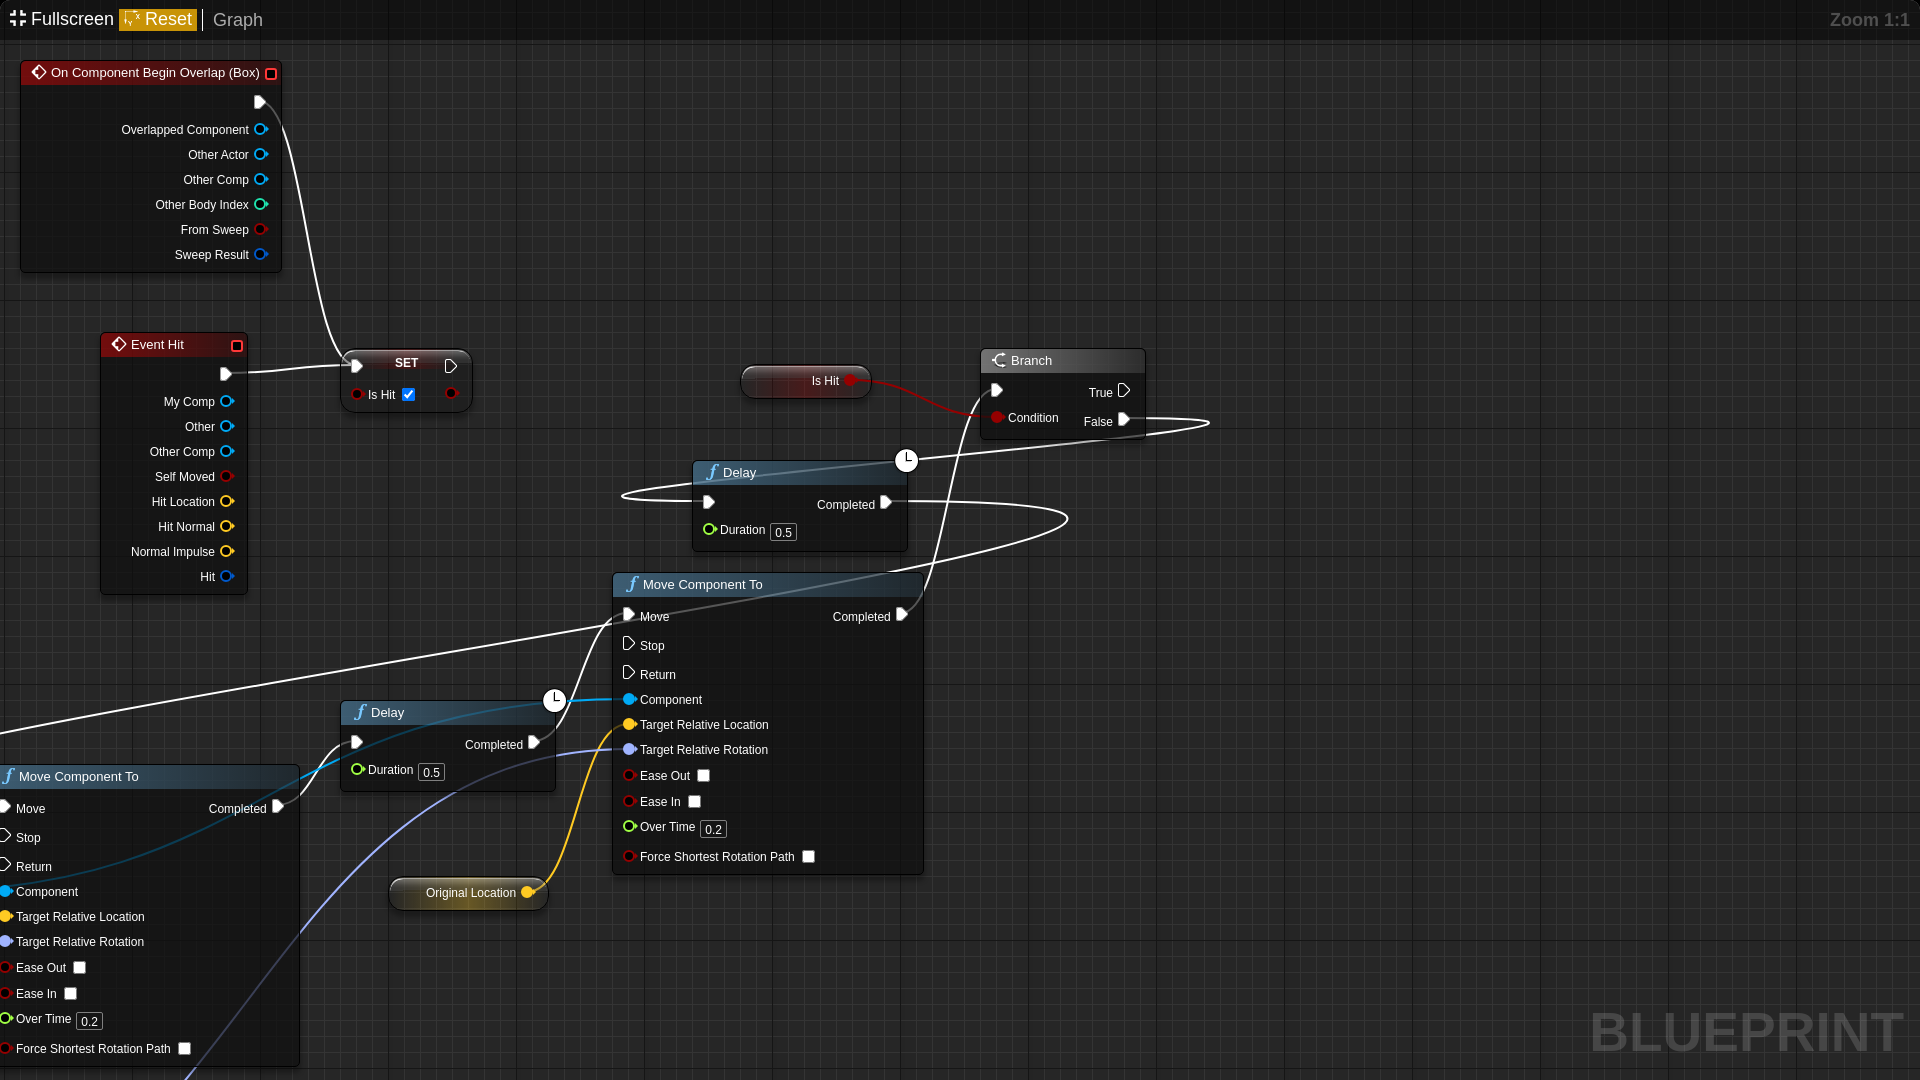 Fullscreen Reset Graph
Zoom 1:1
On Component Begin Overlap (Box)
Overlapped Component
Other Actor
Other Comp
Other Body Index
From Sweep
Sweep Result
Event Hit
My Comp
Other
Other Comp
Self Moved
Hit Location
Hit Normal
Normal Impulse
Hit
SET
Is Hit
Is Hit
Branch
True
Condition
False
Delay
Completed
Duration 0.5
Move Component To
Move Completed
Stop
Return
Component
Target Relative Location
Target Relative Rotation
Ease Out
Ease In
Over Time 0.2
Force Shortest Rotation Path
Delay
Completed
Duration 0.5
Original Location
Move Component To
Move Completed
Stop
Return
Component
Target Relative Location
Target Relative Rotation
Ease Out
Ease In
Over Time 0.2
Force Shortest Rotation Path
BLUEPRINT